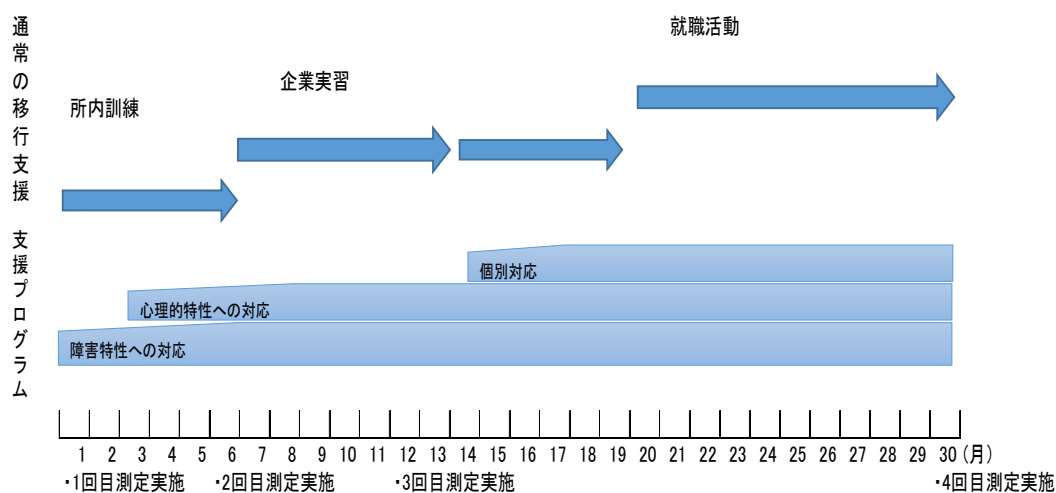 通常の移行支援
就職活動
企業実習
所内訓練
支援プログラム
個別対応
心理的特性への対応
障害特性への対応
1 2 3 4 5 6 7 8 9 10 11 12 13 14 15 16 17 18 19 20 21 22 23 24 25 26 27 28 29 30 (月)
・1回目測定実施 ・2回目測定実施 ・3回目測定実施 ・4回目測定実施